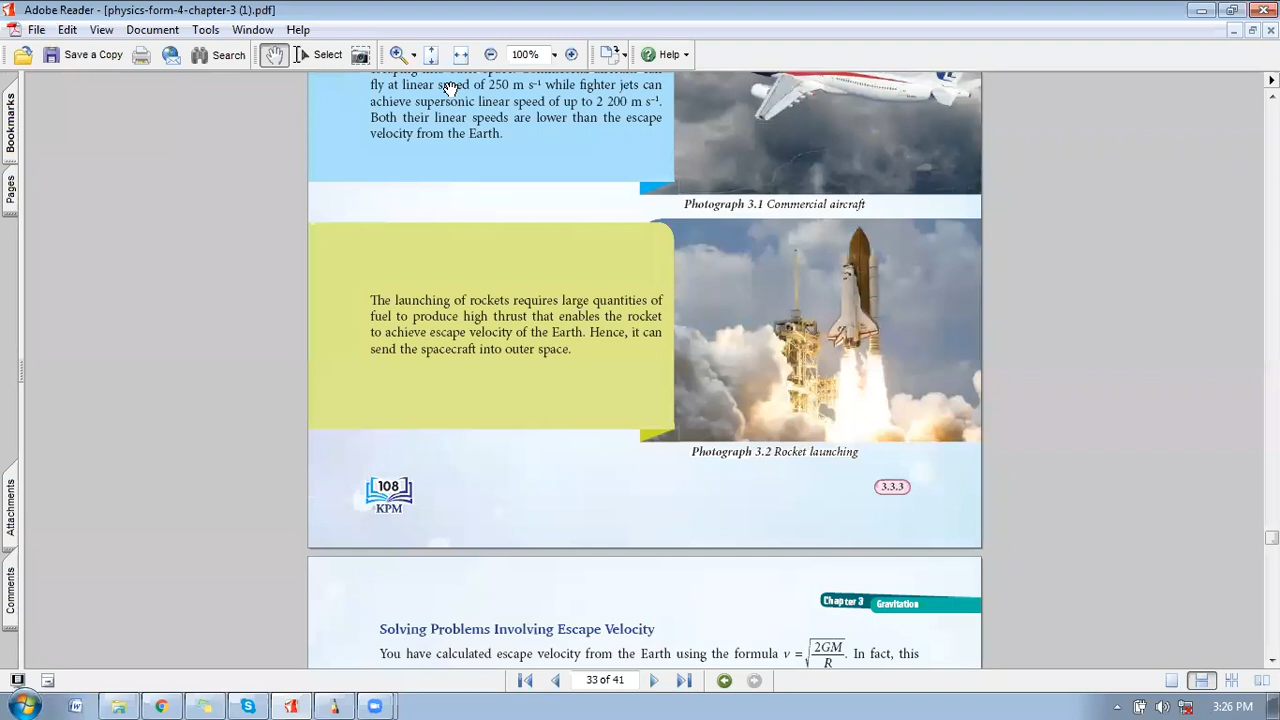 Adobe Reader - [physics-form-4-chapter-3 (1).pdf]
File Edit View Document Tools Window Help
Save a Copy Search Select 100% Help
Bookmarks
Pages
Attachments
Comments
fly at linear speed of 250 m s⁻¹ while fighter jets can
achieve supersonic linear speed of up to 2 200 m s⁻¹.
Both their linear speeds are lower than the escape
velocity from the Earth.
Photograph 3.1 Commercial aircraft
The launching of rockets requires large quantities of
fuel to produce high thrust that enables the rocket
to achieve escape velocity of the Earth. Hence, it can
send the spacecraft into outer space.
Photograph 3.2 Rocket launching
108
KPM
3.3.3
Chapter 3 Gravitation
Solving Problems Involving Escape Velocity
You have calculated escape velocity from the Earth using the formula v = √(2GM/R). In fact, this
33 of 41
3:26 PM